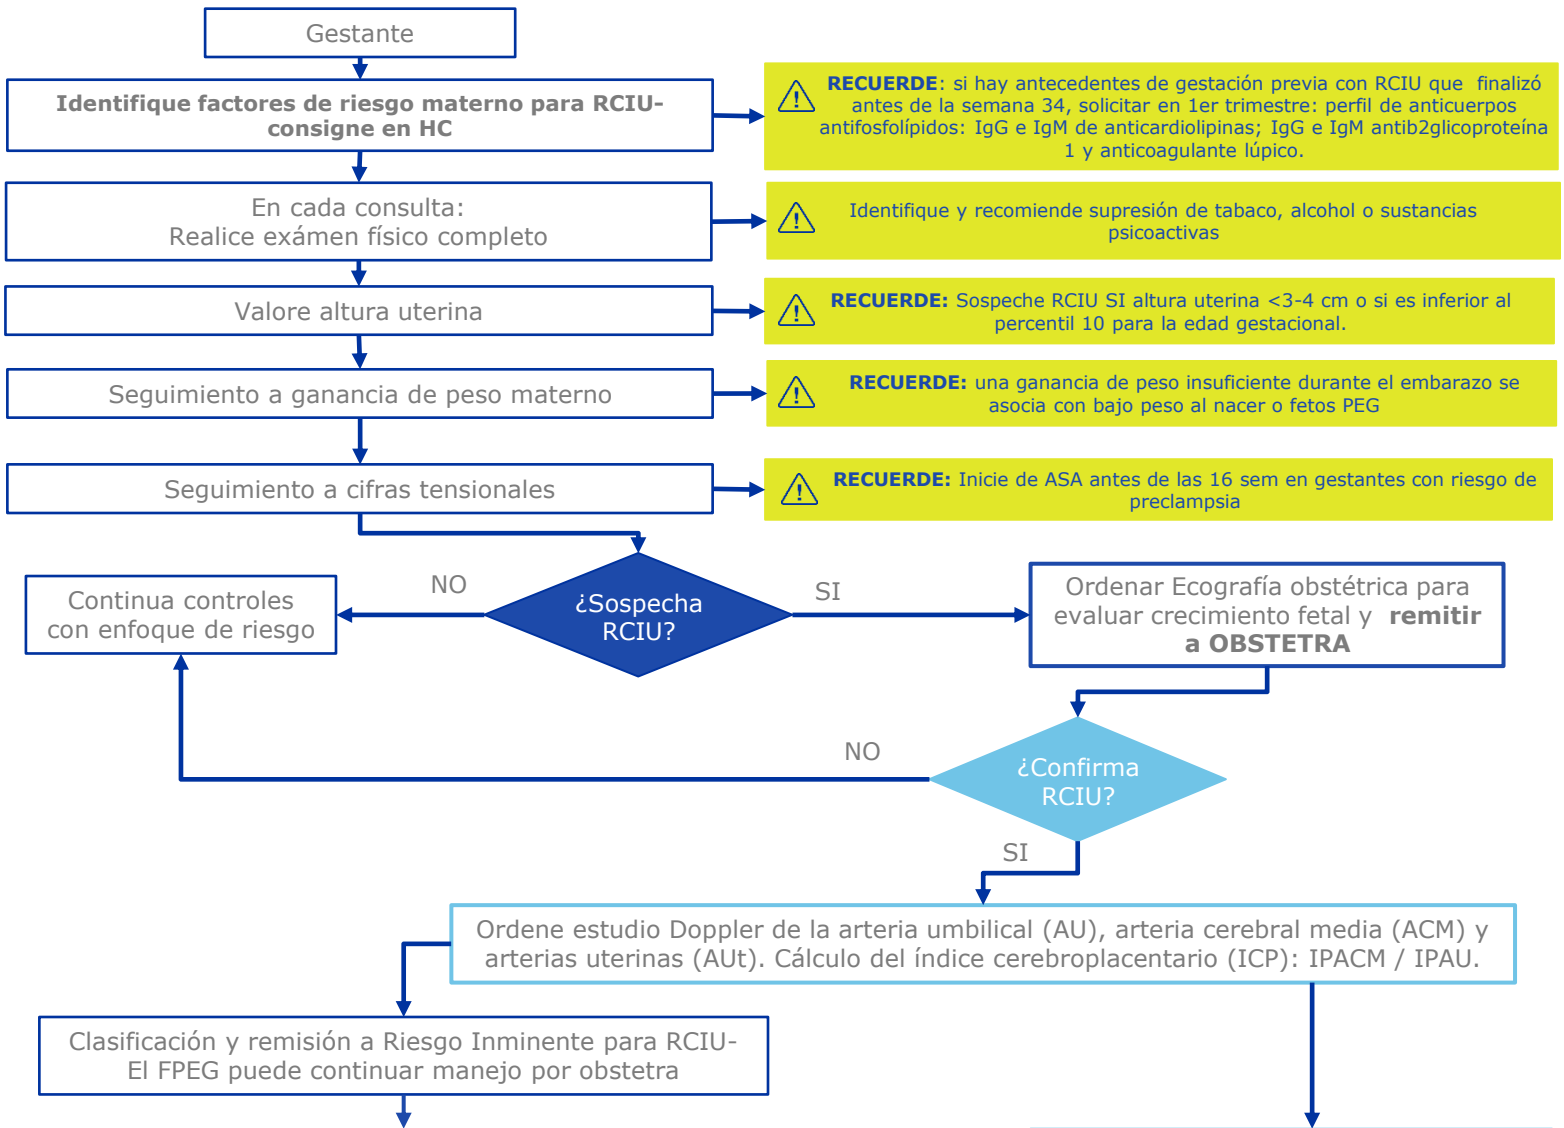 Gestante
Identifique factores de riesgo materno para RCIU-
consigne en HC
RECUERDE: si hay antecedentes de gestación previa con RCIU que finalizó
antes de la semana 34, solicitar en 1er trimestre: perfil de anticuerpos
antifosfolípidos: IgG e IgM de anticardiolipinas; IgG e IgM antib2glicoproteína
1 y anticoagulante lúpico.
En cada consulta:
Realice exámen físico completo
Identifique y recomiende supresión de tabaco, alcohol o sustancias
psicoactivas
Valore altura uterina
RECUERDE: Sospeche RCIU SI altura uterina <3-4 cm o si es inferior al
percentil 10 para la edad gestacional.
Seguimiento a ganancia de peso materno
RECUERDE: una ganancia de peso insuficiente durante el embarazo se
asocia con bajo peso al nacer o fetos PEG
Seguimiento a cifras tensionales
RECUERDE: Inicie de ASA antes de las 16 sem en gestantes con riesgo de
preclampsia
¿Sospecha
RCIU?
NO
SI
Continua controles
con enfoque de riesgo
Ordenar Ecografía obstétrica para
evaluar crecimiento fetal y remitir
a OBSTETRA
¿Confirma
RCIU?
NO
SI
Ordene estudio Doppler de la arteria umbilical (AU), arteria cerebral media (ACM) y
arterias uterinas (AUt). Cálculo del índice cerebroplacentario (ICP): IPACM / IPAU.
Clasificación y remisión a Riesgo Inminente para RCIU-
El FPEG puede continuar manejo por obstetra